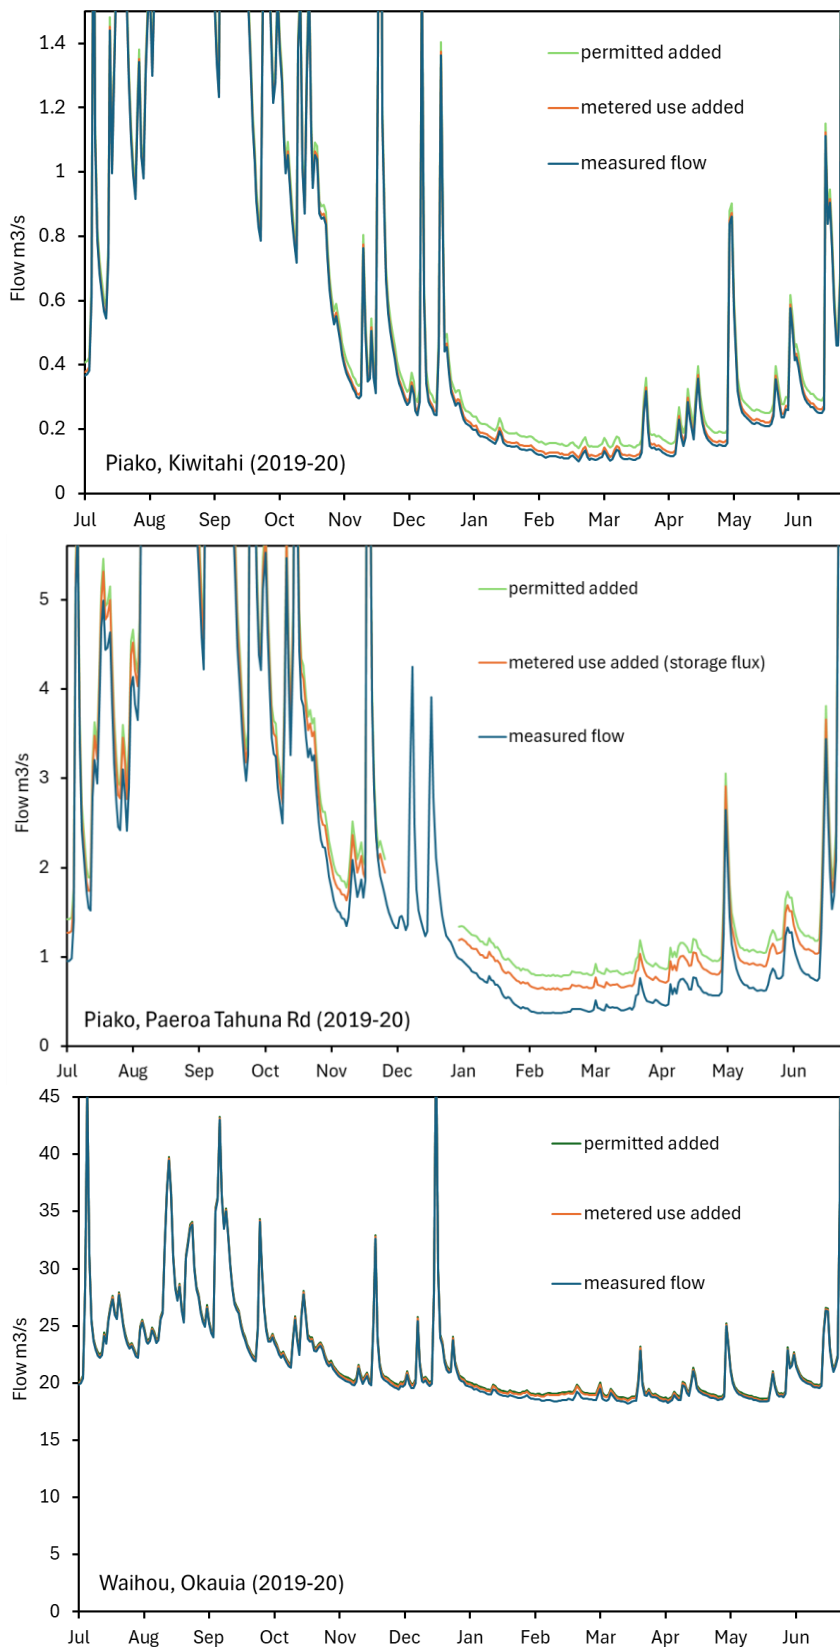 1.4
permitted added
1.2
metered use added
1
measured flow
0.8
Flow m3/s
0.6
0.4
0.2
Piako, Kiwitahi (2019-20)
0
Jul Aug Sep Oct Nov Dec Jan Feb Mar Apr May Jun
5
permitted added
4
metered use added (storage flux)
measured flow
3
Flow m3/s
2
1
Piako, Paeroa Tahuna Rd (2019-20)
0
Jul Aug Sep Oct Nov Dec Jan Feb Mar Apr May Jun
45
permitted added
40
35
metered use added
30
measured flow
25
Flow m3/s
20
15
10
5
Waihou, Okauia (2019-20)
0
Jul Aug Sep Oct Nov Dec Jan Feb Mar Apr May Jun